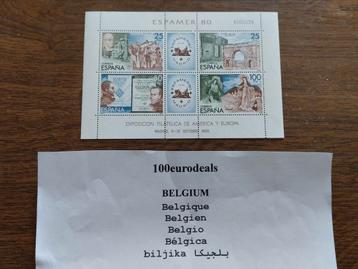 ESPAMER 80
25
ESPAÑA
25
ESPAÑA
ESPAÑA
100
ESPAÑA
EXPOSICION FILATELICA DE AMERICA Y EUROPA
100eurodeals
BELGIUM
Belgique
Belgien
Belgio
Bélgica
biljika بلجيكا